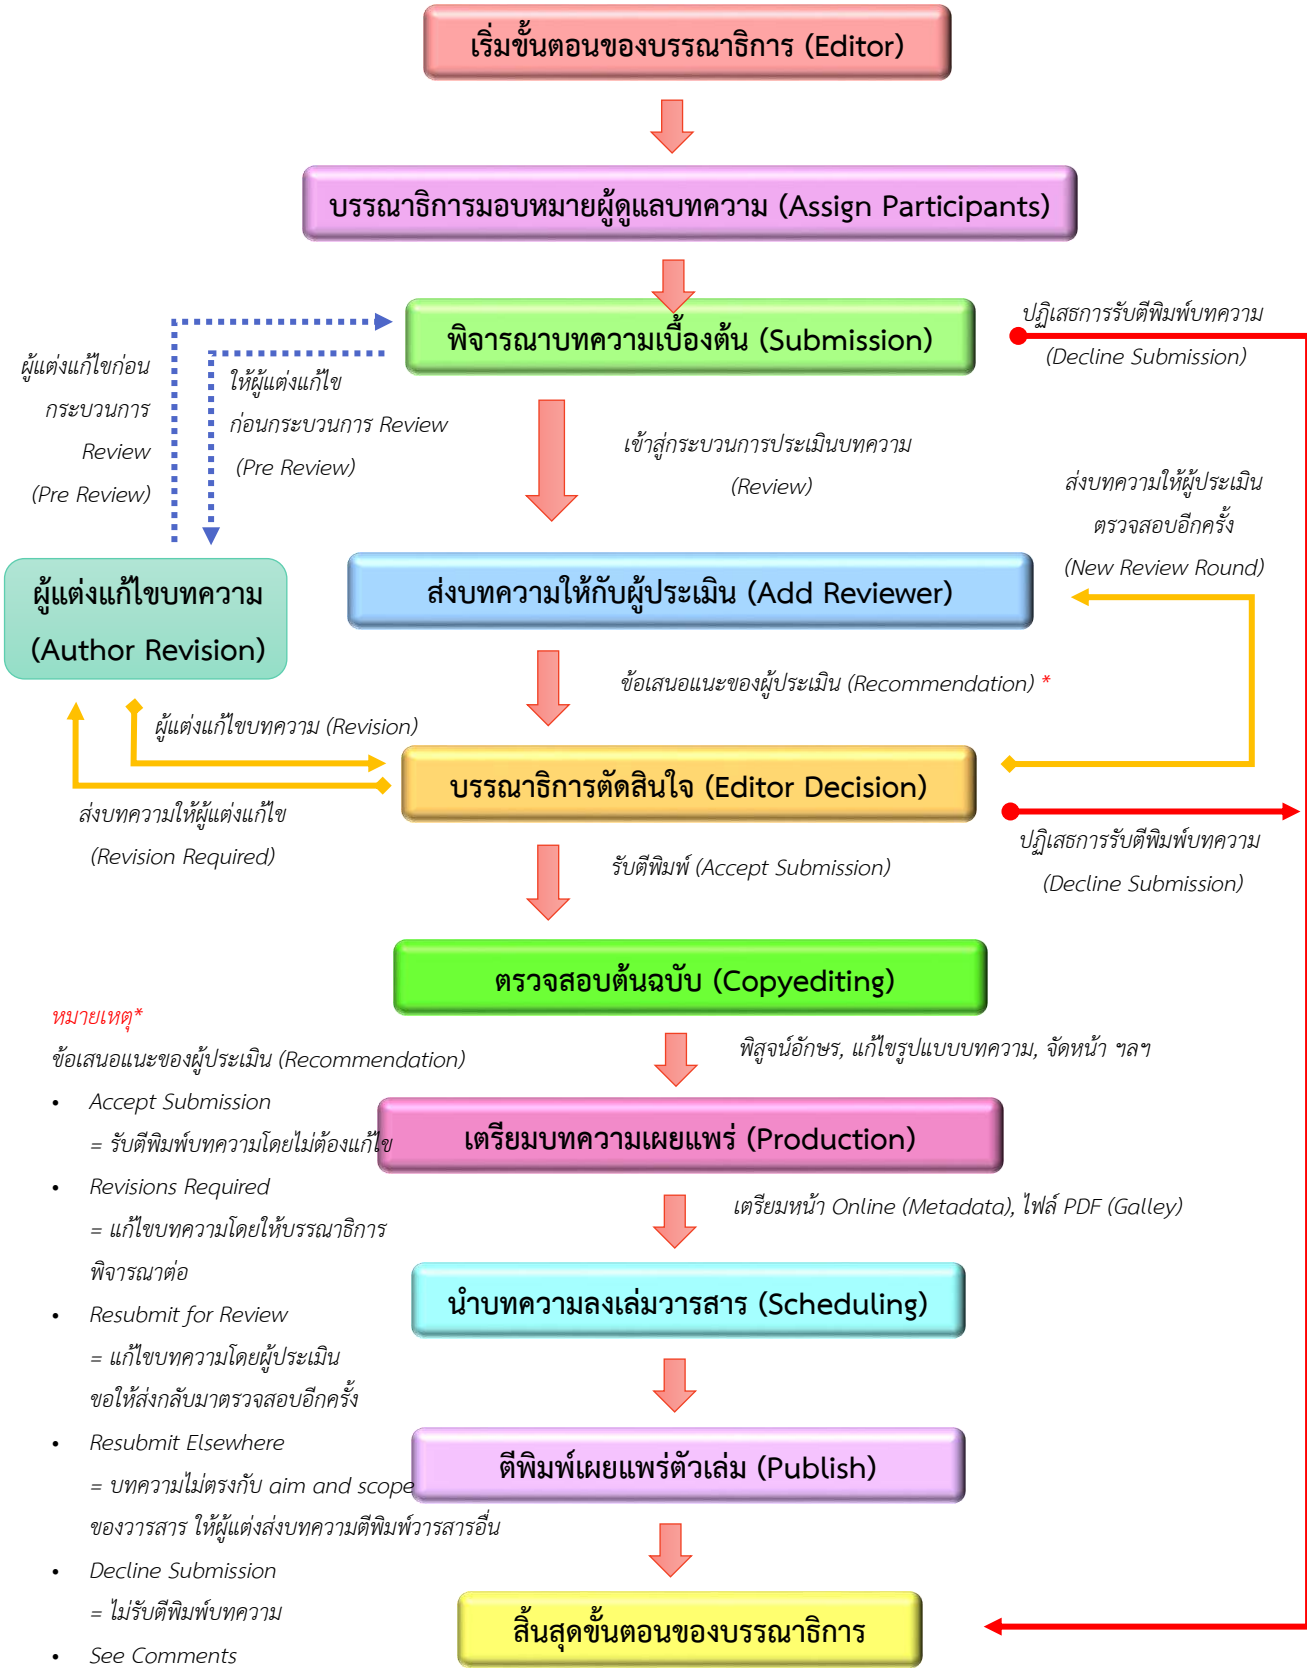 เริ่มขั้นตอนของบรรณาธิการ (Editor)
บรรณาธิการมอบหมายผู้ดูแลบทความ (Assign Participants)
พิจารณาบทความเบื้องต้น (Submission)
ปฏิเสธการรับตีพิมพ์บทความ
(Decline Submission)
ผู้แต่งแก้ไขก่อน
กระบวนการ
Review
(Pre Review)
ให้ผู้แต่งแก้ไข
ก่อนกระบวนการ Review
(Pre Review)
เข้าสู่กระบวนการประเมินบทความ
(Review)
ส่งบทความให้ผู้ประเมิน
ตรวจสอบอีกครั้ง
(New Review Round)
ผู้แต่งแก้ไขบทความ
(Author Revision)
ส่งบทความให้กับผู้ประเมิน (Add Reviewer)
ข้อเสนอแนะของผู้ประเมิน (Recommendation) *
ผู้แต่งแก้ไขบทความ (Revision)
บรรณาธิการตัดสินใจ (Editor Decision)
ส่งบทความให้ผู้แต่งแก้ไข
(Revision Required)
ปฏิเสธการรับตีพิมพ์บทความ
(Decline Submission)
รับตีพิมพ์ (Accept Submission)
ตรวจสอบต้นฉบับ (Copyediting)
พิสูจน์อักษร, แก้ไขรูปแบบบทความ, จัดหน้า ฯลฯ
เตรียมบทความเผยแพร่ (Production)
เตรียมหน้า Online (Metadata), ไฟล์ PDF (Galley)
นำบทความลงเล่มวารสาร (Scheduling)
ตีพิมพ์เผยแพร่ตัวเล่ม (Publish)
สิ้นสุดขั้นตอนของบรรณาธิการ
หมายเหตุ*
ข้อเสนอแนะของผู้ประเมิน (Recommendation)
• Accept Submission
= รับตีพิมพ์บทความโดยไม่ต้องแก้ไข
• Revisions Required
= แก้ไขบทความโดยให้บรรณาธิการ
พิจารณาต่อ
• Resubmit for Review
= แก้ไขบทความโดยผู้ประเมิน
ขอให้ส่งกลับมาตรวจสอบอีกครั้ง
• Resubmit Elsewhere
= บทความไม่ตรงกับ aim and scope
ของวารสาร ให้ผู้แต่งส่งบทความตีพิมพ์วารสารอื่น
• Decline Submission
= ไม่รับตีพิมพ์บทความ
• See Comments